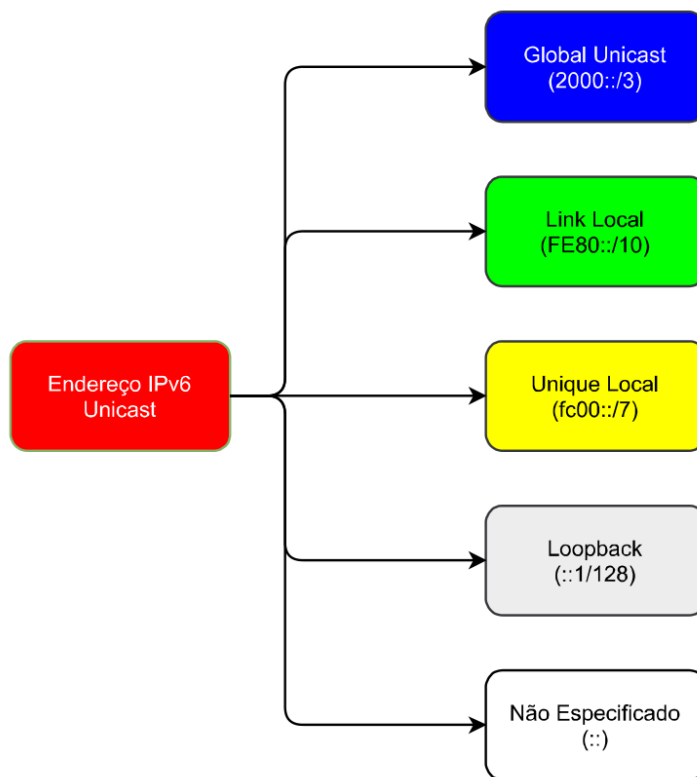 Global Unicast
(2000::/3)
Link Local
(FE80::/10)
Endereço IPv6
Unicast
Unique Local
(fc00::/7)
Loopback
(::1/128)
Não Especificado
(::)